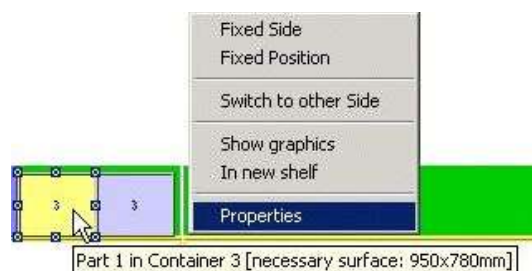 Fixed Side
Fixed Position
Switch to other Side
Show graphics
In new shelf
Properties
3 3
Part 1 in Container 3 [necessary surface: 950x780mm]